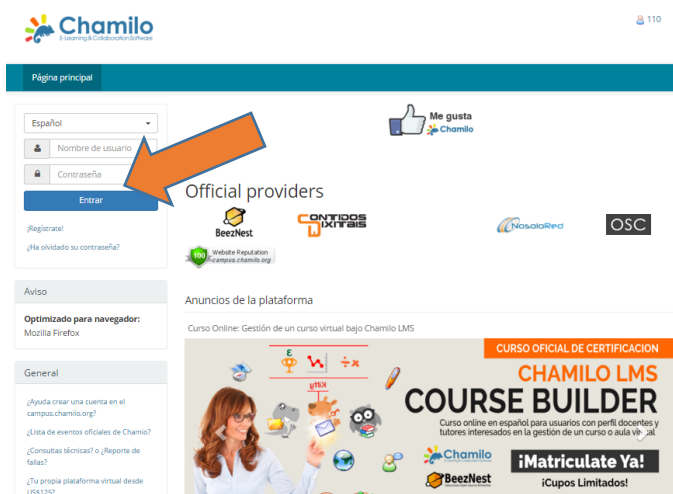 Chamilo
E-Learning & Collaboration Software
110
Página principal
Español
Nombre de usuario
Contraseña
Entrar
¡Regístrate!
¿Ha olvidado su contraseña?
Me gusta
Chamilo
Official providers
BeezNest
CONTIDOS
DIXITAIS
NosoloRed
OSC
100
Website Reputation
campus.chamilo.org
Aviso
Optimizado para navegador:
Mozilla Firefox
General
¿Ayuda crear una cuenta en el
campus.chamilo.org?
¿Lista de eventos oficiales de Chamio?
¿Consultas técnicas? o ¿Reporte de
fallas?
¿Tu propia plataforma virtual desde
US$125?
Anuncios de la plataforma
Curso Online: Gestión de un curso virtual bajo Chamilo LMS
CURSO OFICIAL DE CERTIFICACION
CHAMILO LMS
COURSE BUILDER
Curso online en español para usuarios con perfil docentes y
tutores interesados en la gestión de un curso o aula virtual
Chamilo
BeezNest
¡Matriculate Ya!
¡Cupos Limitados!